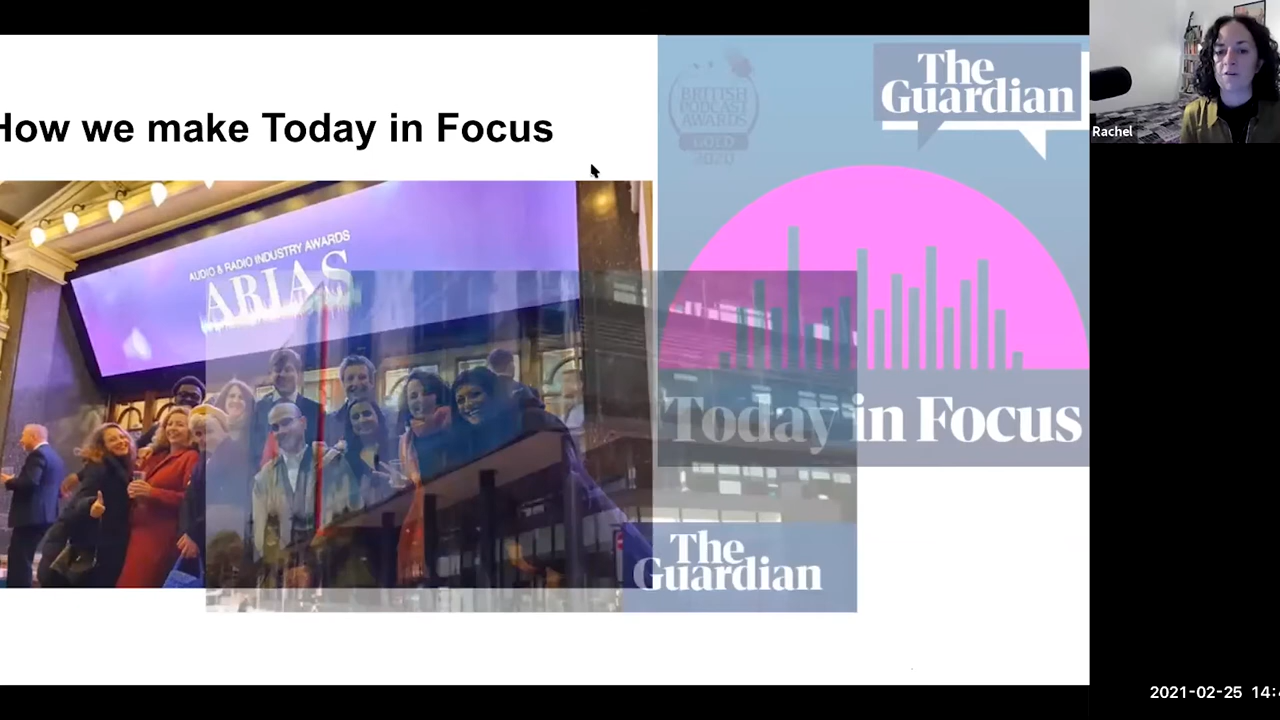 How we make Today in Focus
AUDIO & RADIO INDUSTRY AWARDS
ARIAS
BRITISH
PODCAST
AWARDS
GOLD
2020
The
Guardian
Today in Focus
The
Guardian
Rachel
2021-02-25 14: